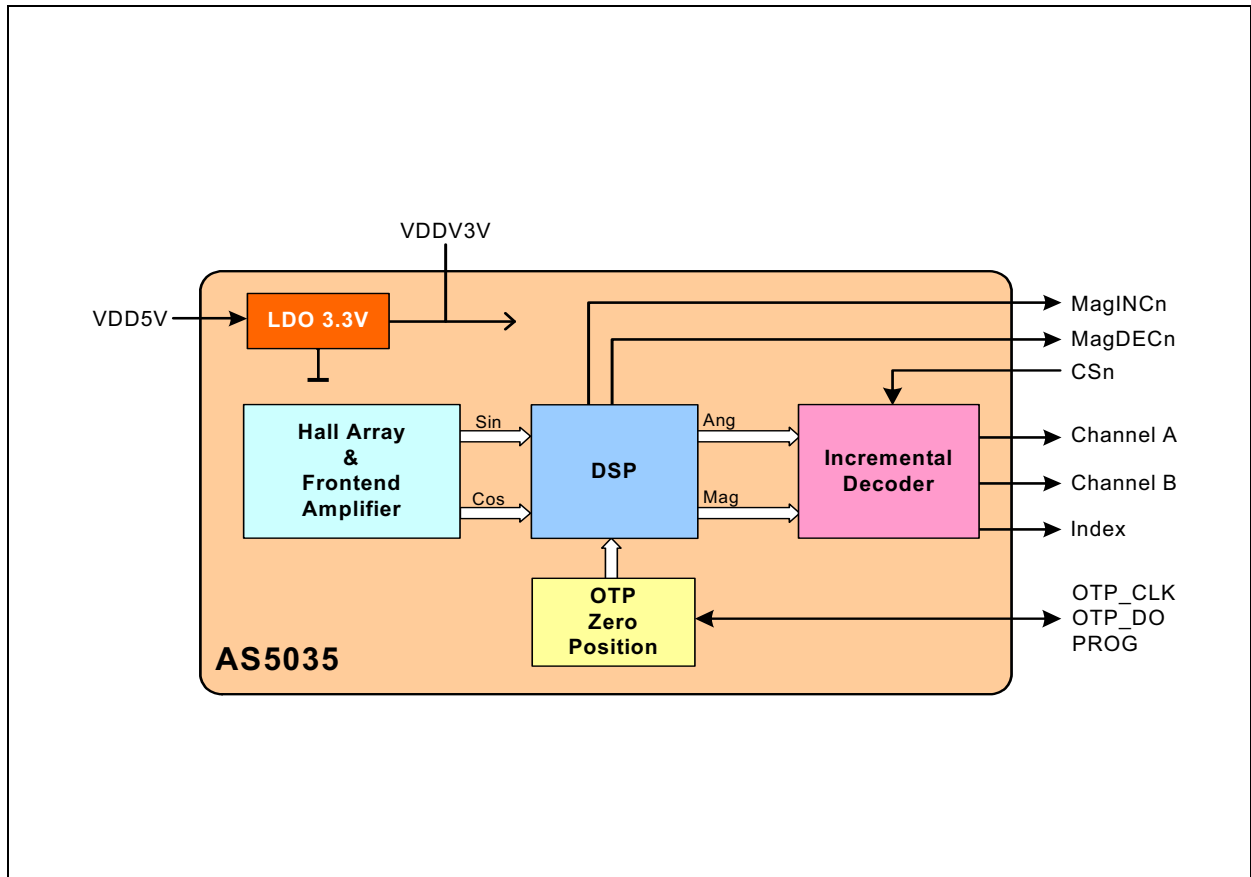 VDDV3V
VDD5V
LDO 3.3V
MagINCn
MagDECn
CSn
Hall Array
&
Frontend
Amplifier
Sin
Cos
DSP
Ang
Mag
Incremental
Decoder
Channel A
Channel B
Index
OTP
Zero
Position
OTP_CLK
OTP_DO
PROG
AS5035